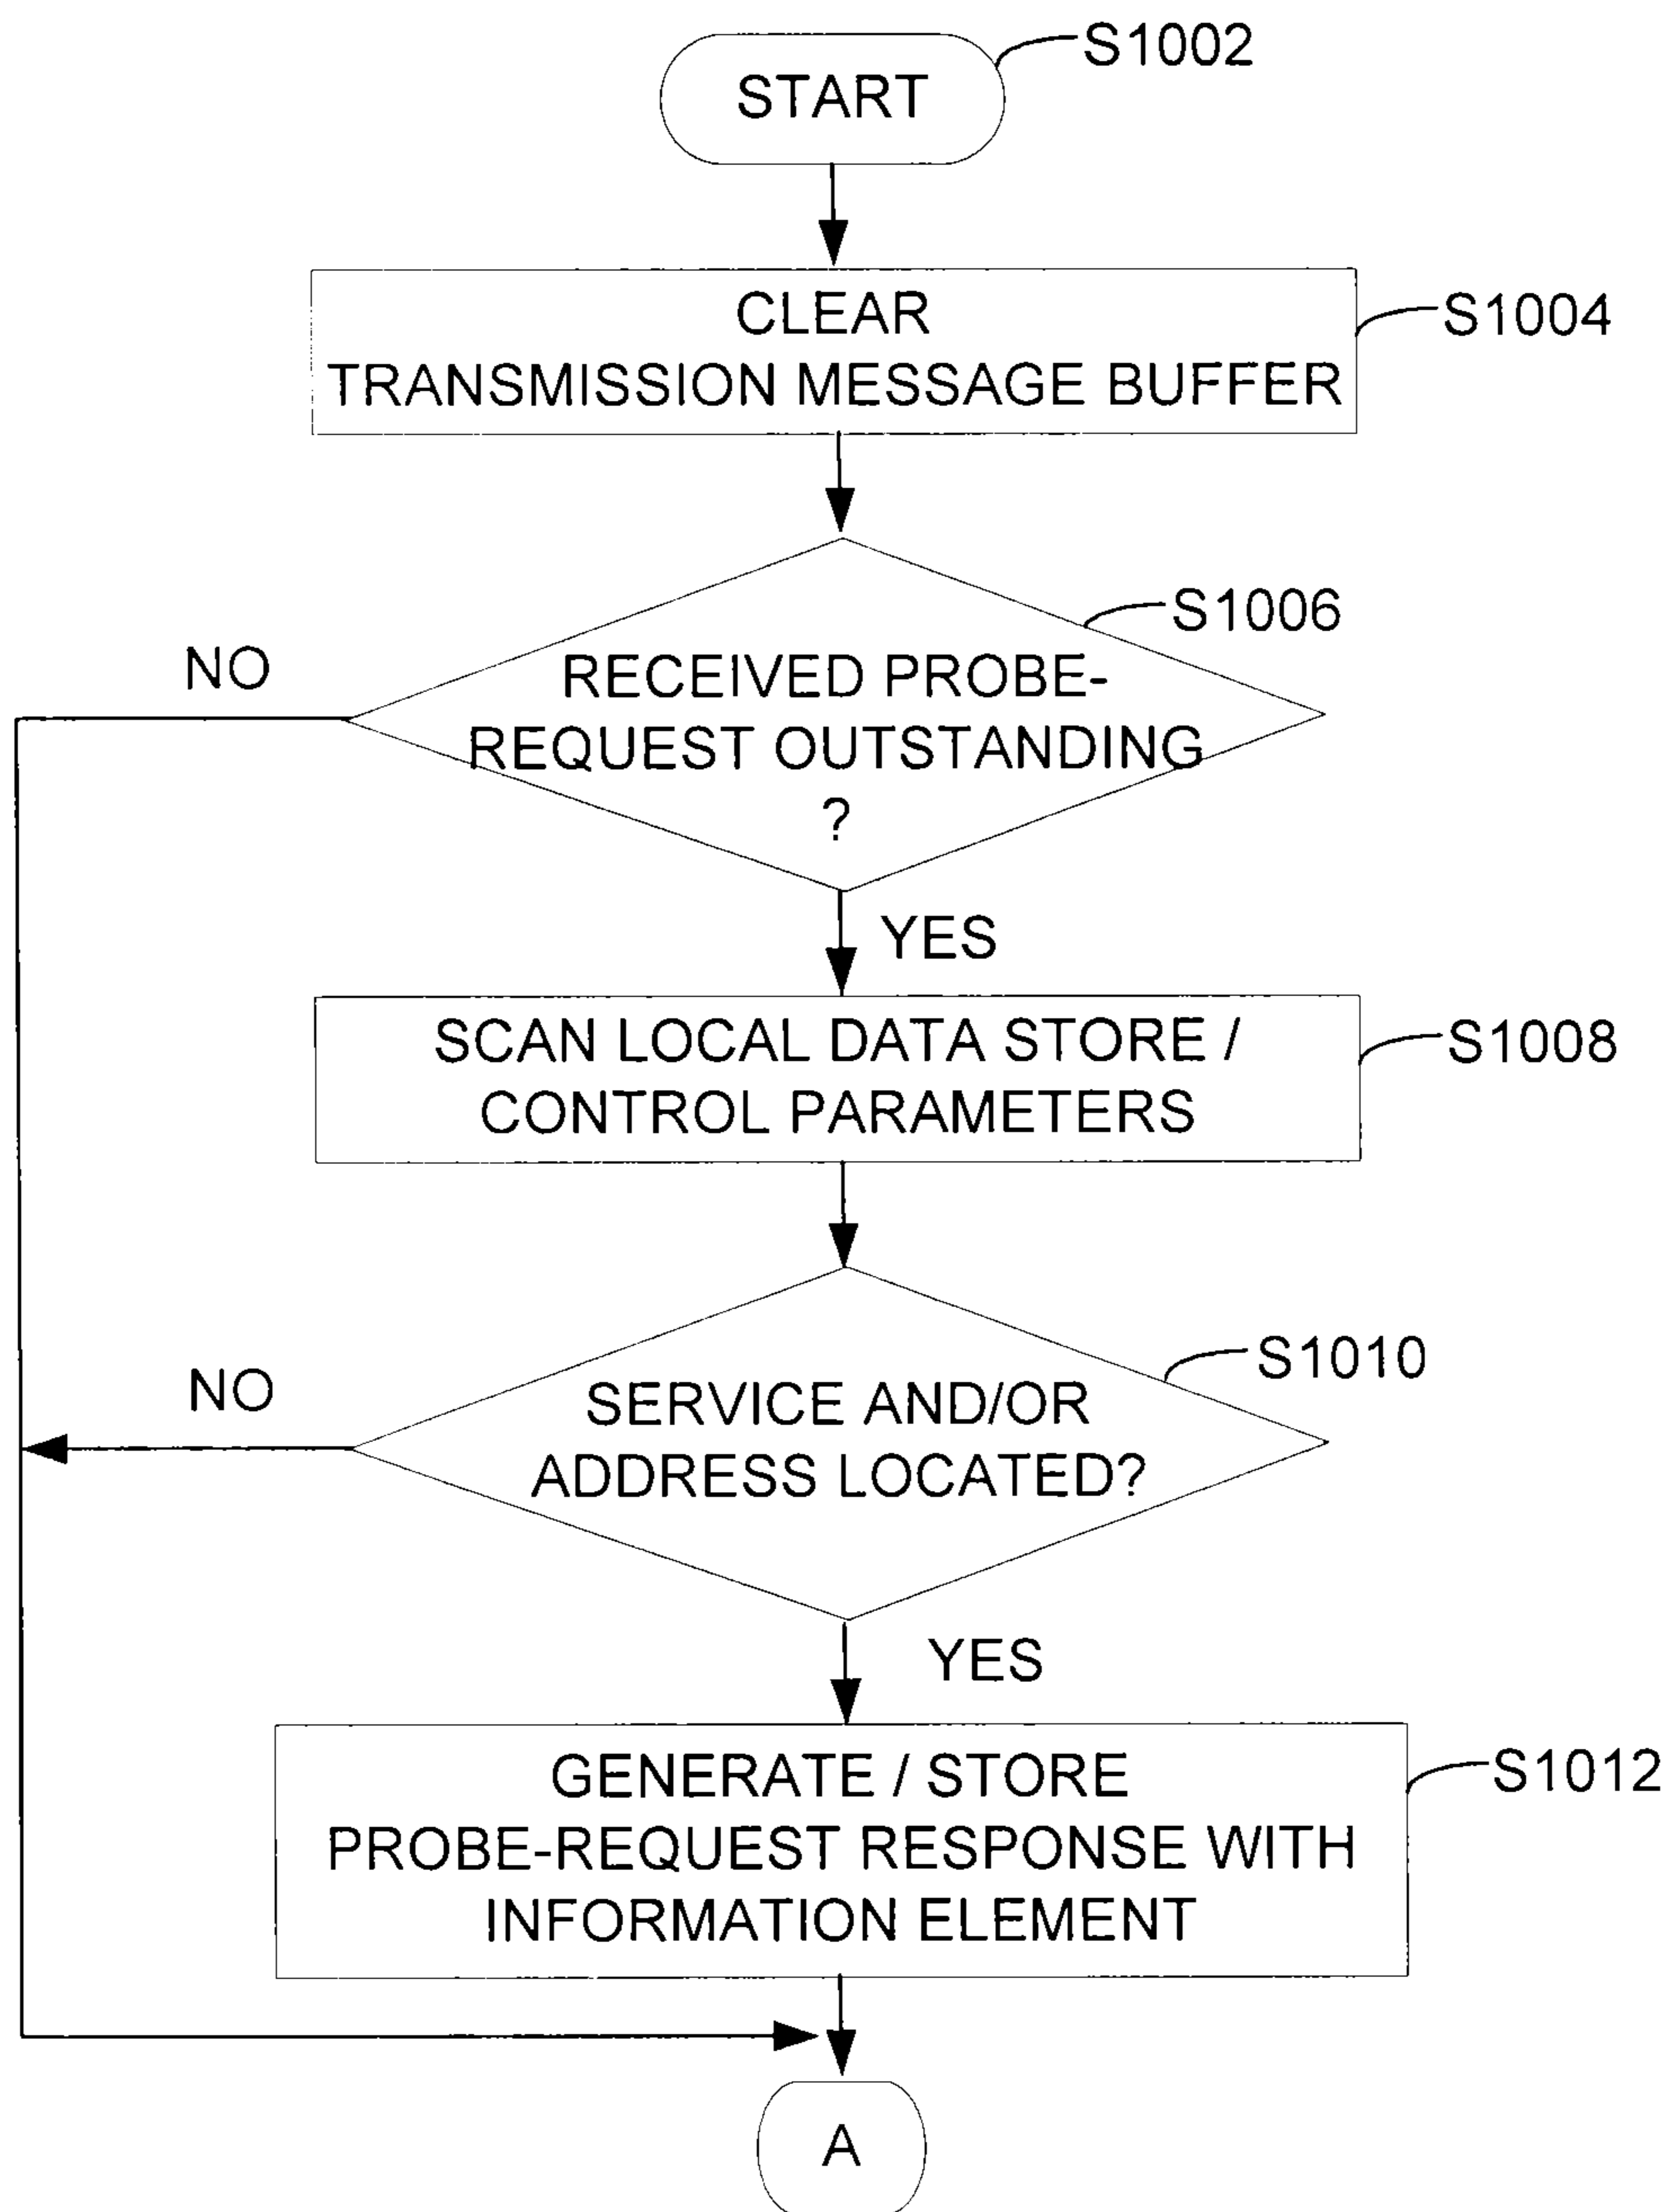 START
S1002
CLEAR
TRANSMISSION MESSAGE BUFFER
S1004
S1006
NO
RECEIVED PROBE-
REQUEST OUTSTANDING
?
YES
SCAN LOCAL DATA STORE /
CONTROL PARAMETERS
S1008
S1010
NO
SERVICE AND/OR
ADDRESS LOCATED?
YES
GENERATE / STORE
PROBE-REQUEST RESPONSE WITH
INFORMATION ELEMENT
S1012
A